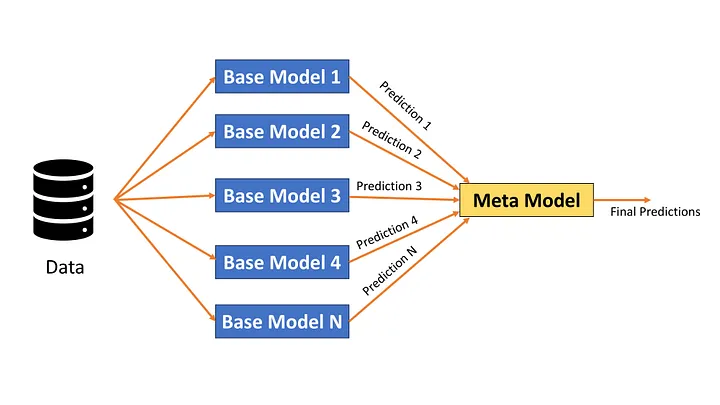 Data
Base Model 1
Base Model 2
Base Model 3
Base Model 4
Base Model N
Prediction 1
Prediction 2
Prediction 3
Prediction 4
Prediction N
Meta Model
Final Predictions